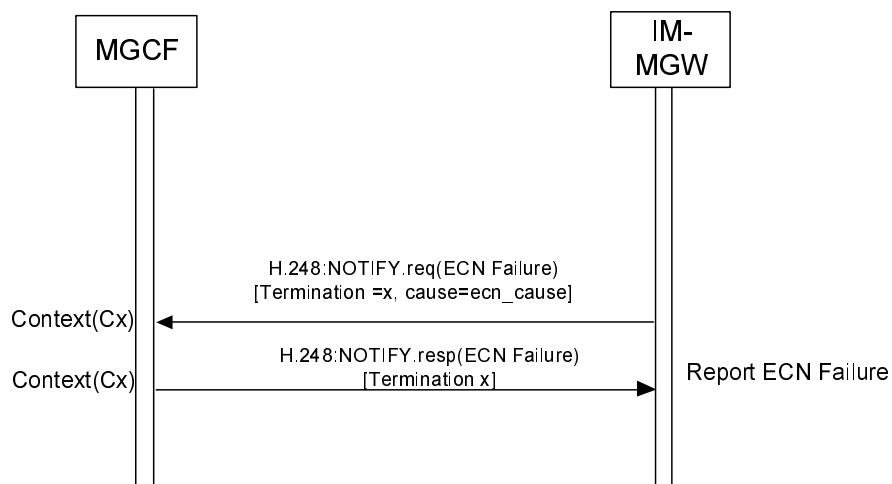 MGCF
IM-
MGW
H.248:NOTIFY.req(ECN Failure)
[Termination =x, cause=ecn_cause]
Context(Cx)
H.248:NOTIFY.resp(ECN Failure)
[Termination x]
Context(Cx)
Report ECN Failure